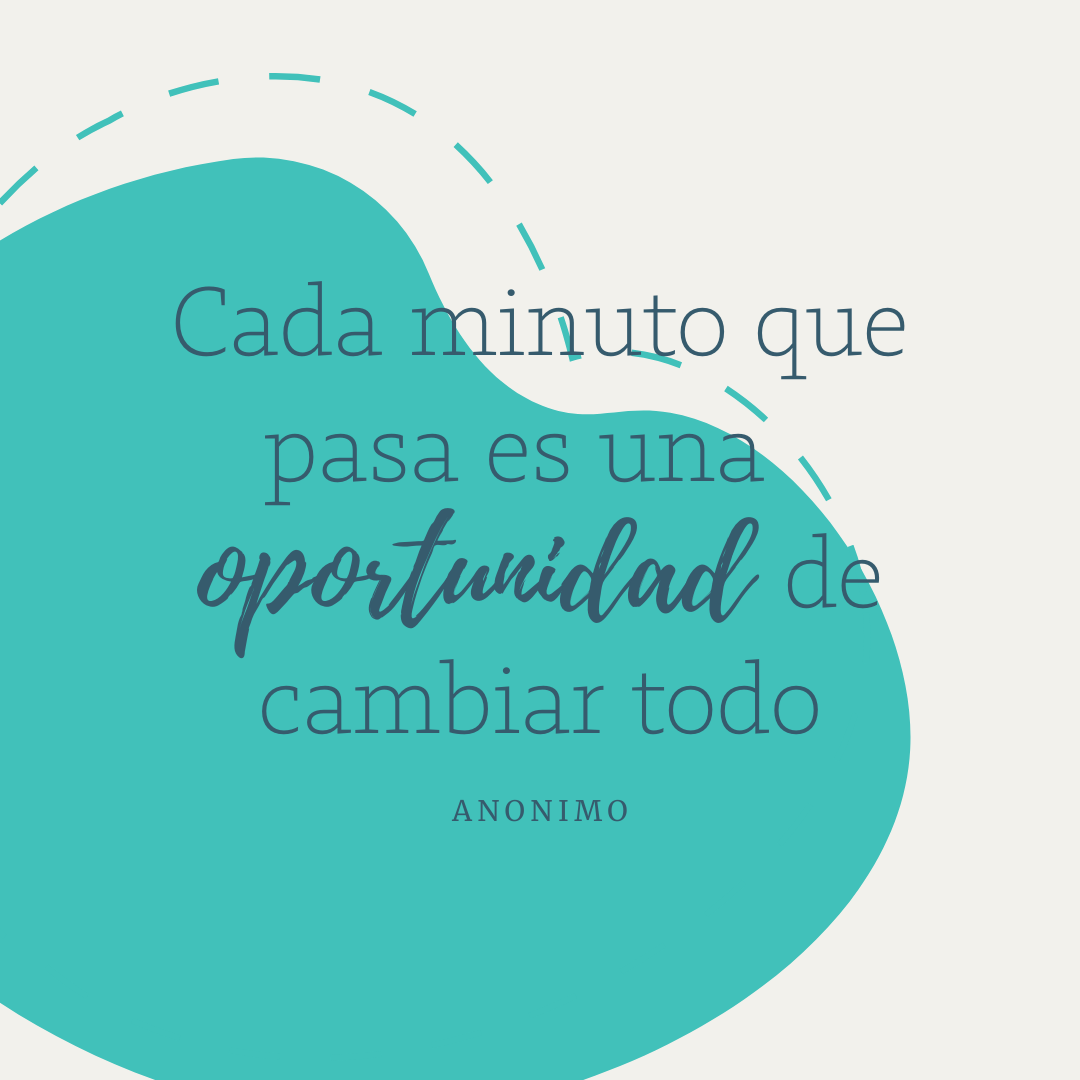 Cada minuto que
pasa es una
oportunidad de
cambiar todo
ANONIMO